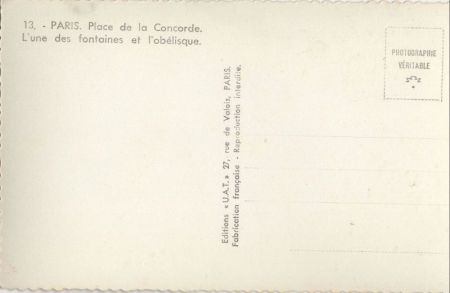 13. - PARIS. Place de la Concorde.
L'une des fontaines et l'obélisque.
PHOTOGRAPHIE
VÉRITABLE
Editions « U.A.T. » 27, rue de Valois, PARIS.
Fabrication française - Reproduction interdite.